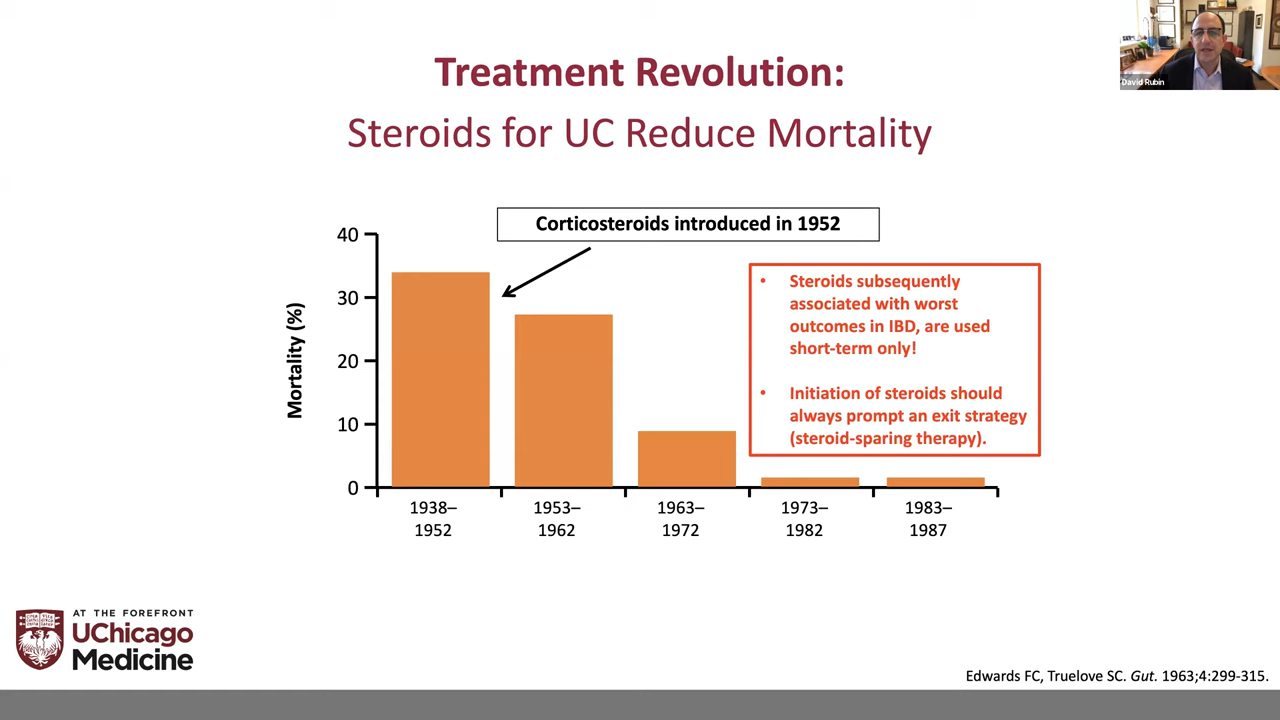 Treatment Revolution:
Steroids for UC Reduce Mortality
David Rubin
Corticosteroids introduced in 1952
Mortality (%)
40
30
20
10
0
1938–
1952
1953–
1962
1963–
1972
1973–
1982
1983–
1987
• Steroids subsequently
associated with worst
outcomes in IBD, are used
short-term only!
• Initiation of steroids should
always prompt an exit strategy
(steroid-sparing therapy).
AT THE FOREFRONT
UChicago
Medicine
Edwards FC, Truelove SC. Gut. 1963;4:299-315.